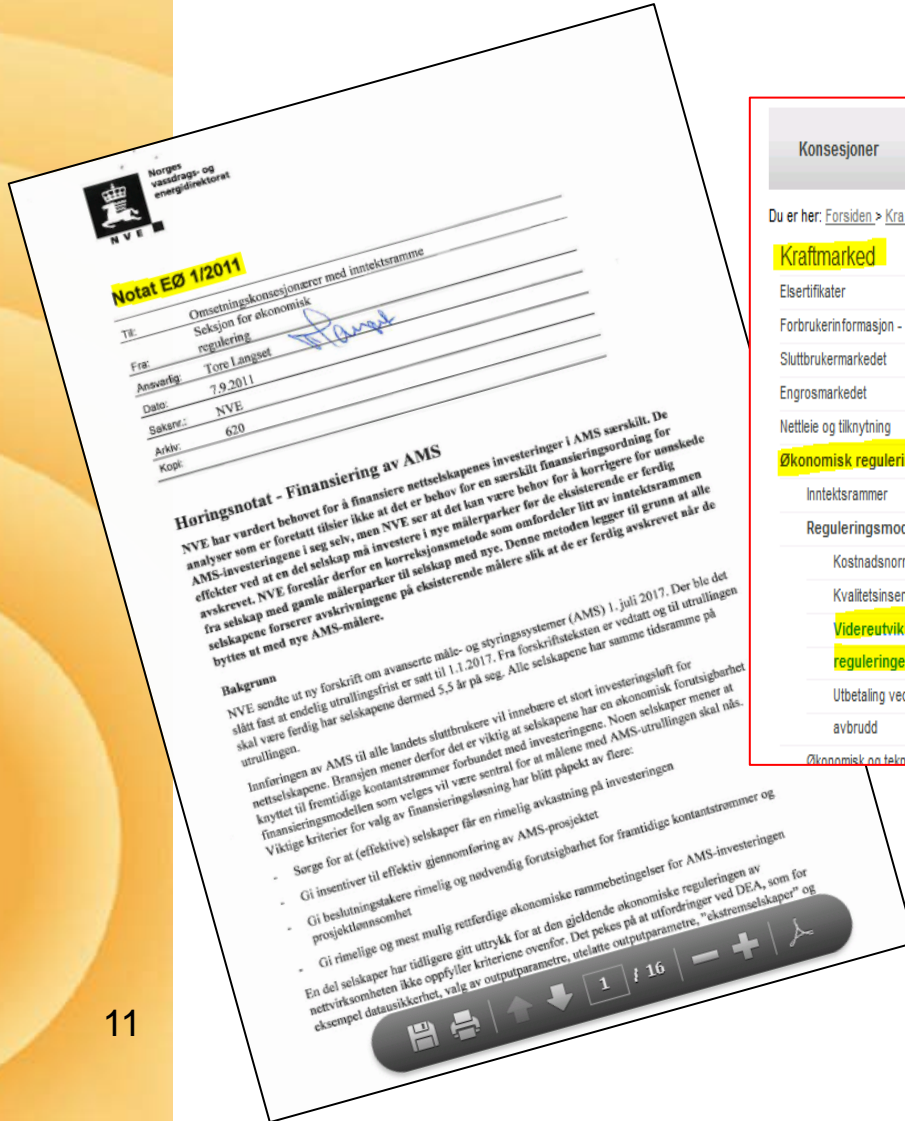 Norges
vassdrags- og
energidirektorat
N V E
Notat EØ 1/2011
Til: Omsetningskonsesjonærer med inntektsramme
Fra: Seksjon for økonomisk
regulering
Ansvarlig: Tore Langset
Dato: 7.9.2011
Saksnr.: NVE
Arkiv: 620
Kopi:
Høringsnotat - Finansiering av AMS
NVE har vurdert behovet for å finansiere nettselskapenes investeringer i AMS særskilt. De
analyser som er foretatt tilsier ikke at det er behov for en særskilt finansieringsordning for
AMS-investeringene i seg selv, men NVE ser at det kan være behov for å korrigere for uønskede
effekter ved at en del selskap må investere i nye målerparker før de eksisterende er ferdig
avskrevet. NVE foreslår derfor en korreksjonsmetode som omfordeler litt av inntektsrammen
fra selskap med gamle målerparker til selskap med nye. Denne metoden legger til grunn at alle
selskapene forserer avskrivningene på eksisterende målere slik at de er ferdig avskrevet når de
byttes ut med nye AMS-målere.
Bakgrunn
NVE sendte ut ny forskrift om avanserte måle- og styringssystemer (AMS) 1. juli 2017. Der ble det
slått fast at endelig utrullingsfrist er satt til 1.1.2017. Fra forskriftsteksten er vedtatt og til utrullingen
skal være ferdig har selskapene dermed 5,5 år på seg. Alle selskapene har samme tidsramme på
utrullingen.
Innføringen av AMS til alle landets sluttbrukere vil innebære et stort investeringsløft for
nettselskapene. Bransjen mener derfor det er viktig at selskapene har en økonomisk forutsigbarhet
knyttet til fremtidige kontantstrømmer forbundet med investeringene. Noen selskaper mener at
finansieringsmodellen som velges vil være sentral for at målene med AMS-utrullingen skal nås.
Viktige kriterier for valg av finansieringsløsning har blitt påpekt av flere:
- Sørge for at (effektive) selskaper får en rimelig avkastning på investeringen
- Gi insentiver til effektiv gjennomføring av AMS-prosjektet
- Gi beslutningstakere rimelig og nødvendig forutsigbarhet for framtidige kontantstrømmer og
prosjektlønnsomhet
- Gi rimelige og mest mulig rettferdige økonomiske rammebetingelser for AMS-investeringen
En del selskaper har tidligere gitt uttrykk for at den gjeldende økonomiske reguleringen av
nettvirksomheten ikke oppfyller kriteriene ovenfor. Det pekes på at utfordringer ved DEA, som for
eksempel datausikkerhet, valg av outputparametre, utelatte outputparametre, "ekstremselskaper" og
1 / 16
Konsesjoner
Du er her: Forsiden > Kra
Kraftmarked
Elsertifikater
Forbrukerinformasjon -
Sluttbrukermarkedet
Engrosmarkedet
Nettleie og tilknytning
Økonomisk reguleri
Inntektsrammer
Reguleringsmod
Kostnadsnorm
Kvalitetsinsen
Videreutvik
reguleringe
Utbetaling ved
avbrudd
Økonomisk og tekn
11